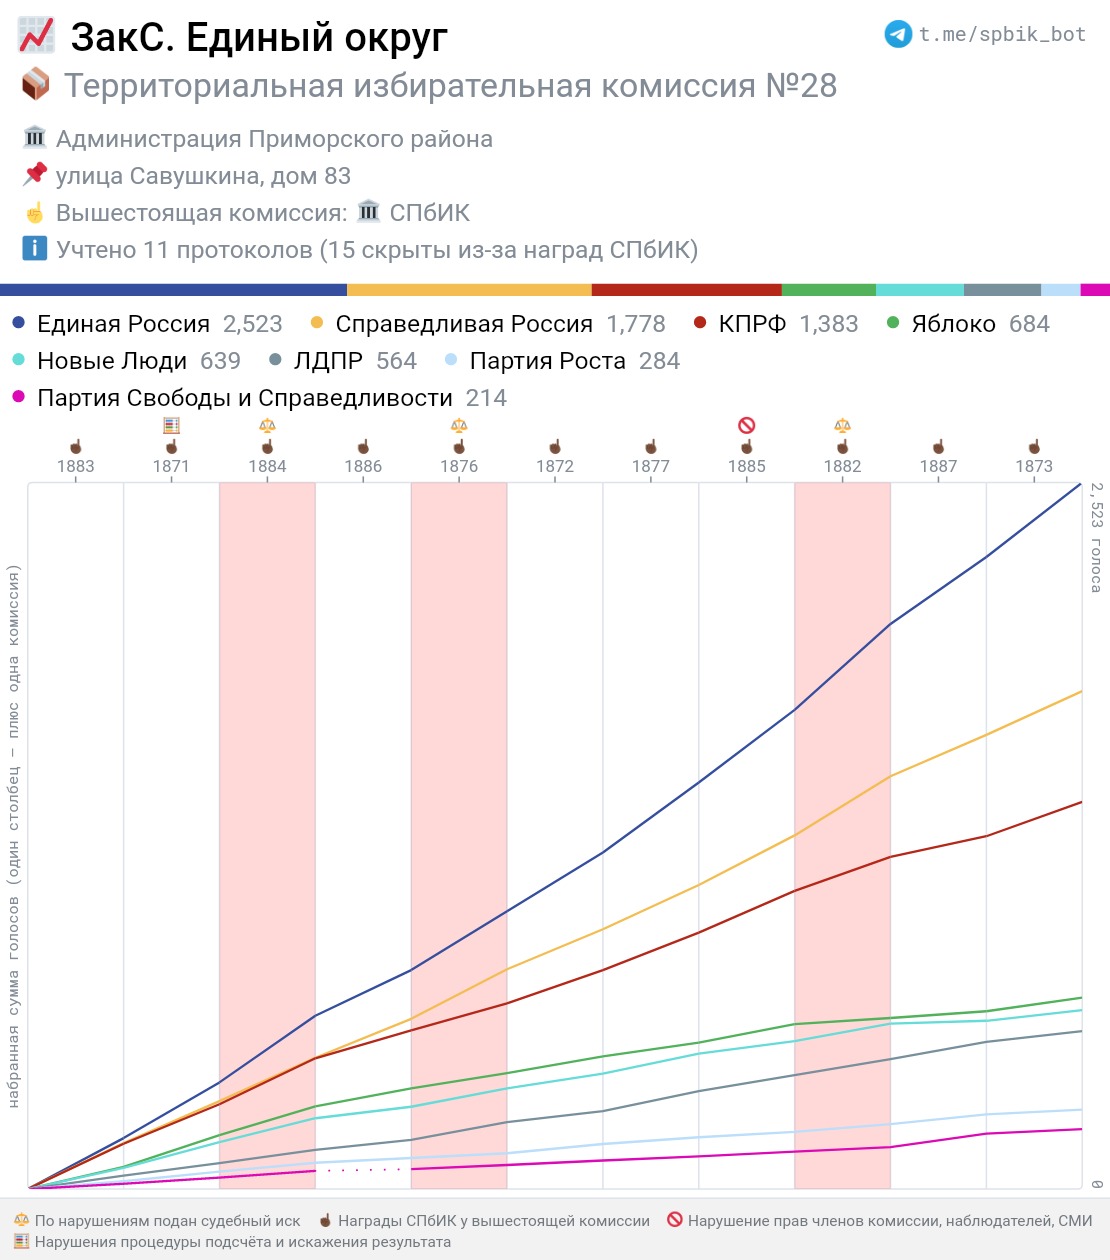 ЗакС. Единый округ
t.me/spbik_bot
Территориальная избирательная комиссия №28
Администрация Приморского района
улица Савушкина, дом 83
Вышестоящая комиссия: СПбИК
Учтено 11 протоколов (15 скрыты из-за наград СПбИК)
Единая Россия 2,523 Справедливая Россия 1,778 КПРФ 1,383 Яблоко 684
Новые Люди 639 ЛДПР 564 Партия Роста 284
Партия Свободы и Справедливости 214
1883 1871 1884 1886 1876 1872 1877 1885 1882 1887 1873
2,523 голоса
набранная сумма голосов (один столбец – плюс одна комиссия)
0
По нарушениям подан судебный иск Награды СПбИК у вышестоящей комиссии Нарушение прав членов комиссии, наблюдателей, СМИ
Нарушения процедуры подсчёта и искажения результата